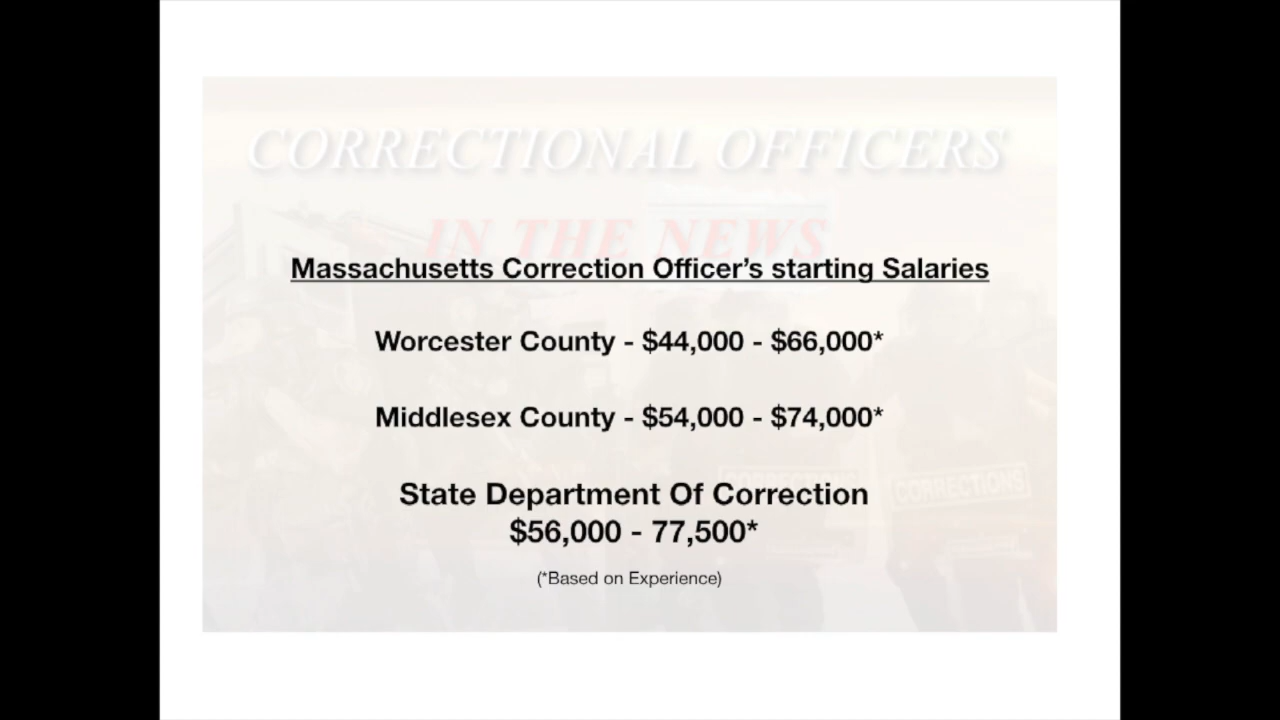 CORRECTIONAL OFFICERS
IN THE NEWS
Massachusetts Correction Officer’s starting Salaries
Worcester County - $44,000 - $66,000*
Middlesex County - $54,000 - $74,000*
State Department Of Correction
$56,000 - 77,500*
CORRECTIONS
CORRECTIONS
(*Based on Experience)